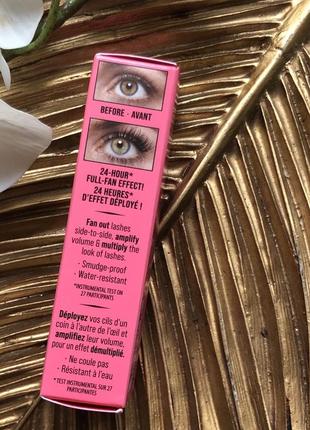 BEFORE · AVANT
24-HOUR*
FULL-FAN EFFECT!
24 HEURES*
D'EFFET DÉPLOYÉ !
Fan out lashes
side-to-side, amplify
volume & multiply the
look of lashes.
· Smudge-proof
· Water-resistant
*INSTRUMENTAL TEST ON
27 PARTICIPANTS
Déployez vos cils d'un
coin à l'autre de l'œil et
amplifiez leur volume,
pour un effet démultiplié.
· Ne coule pas
· Résistant à l'eau
* TEST INSTRUMENTAL SUR 27
PARTICIPANTES